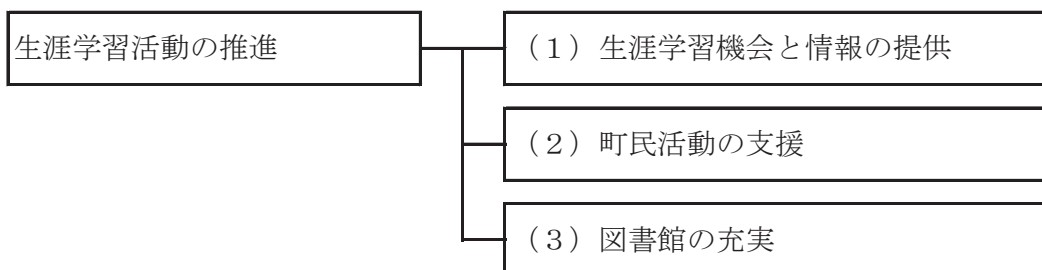 生涯学習活動の推進
（１）生涯学習機会と情報の提供
（２）町民活動の支援
（３）図書館の充実